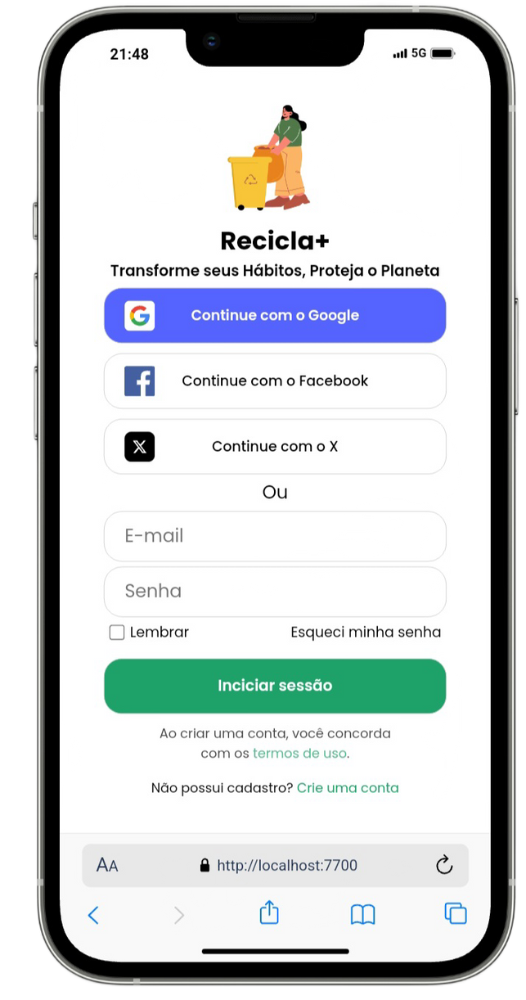 21:48
5G
Recicla+
Transforme seus Hábitos, Proteja o Planeta
G
Continue com o Google
f
Continue com o Facebook
X
Continue com o X
Ou
E-mail
Senha
Lembrar
Esqueci minha senha
Inciciar sessão
Ao criar uma conta, você concorda
com os termos de uso.
Não possui cadastro? Crie uma conta
AA
http://localhost:7700